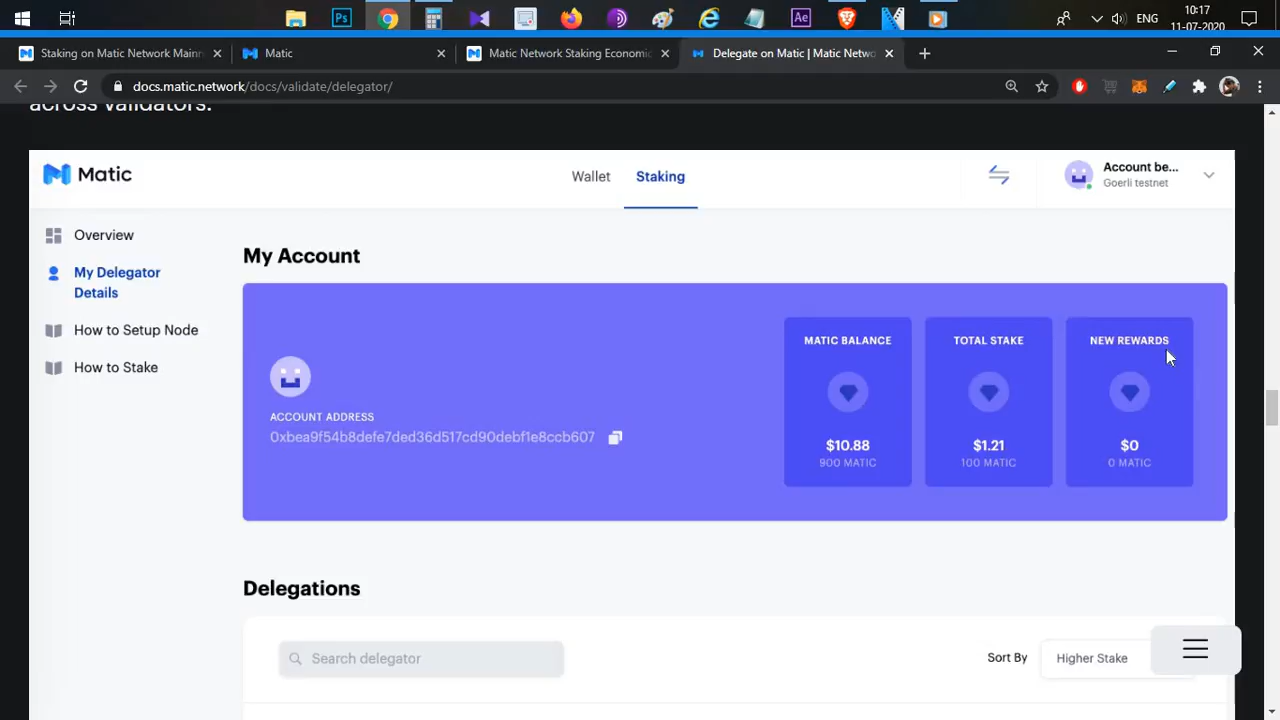 Ps
Ae
10:17
ENG
11-07-2020
Staking on Matic Network Mainn
Matic
Matic Network Staking Economic
Delegate on Matic | Matic Netwo
docs.matic.network/docs/validate/delegator/
across validators.
Matic
Wallet
Staking
Account be...
Goerli testnet
Overview
My Delegator
Details
How to Setup Node
How to Stake
My Account
MATIC BALANCE
TOTAL STAKE
NEW REWARDS
ACCOUNT ADDRESS
0xbea9f54b8defe7ded36d517cd90debf1e8ccb607
$10.88
$1.21
$0
900 MATIC
100 MATIC
0 MATIC
Delegations
Search delegator
Sort By
Higher Stake